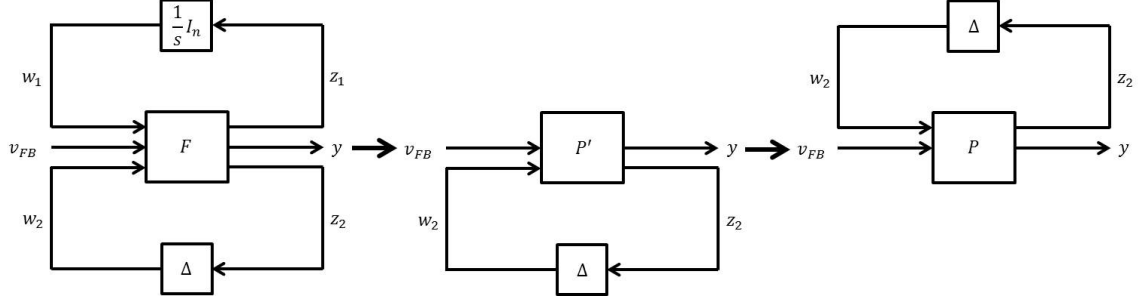 1/s I_n
w_1
z_1
v_FB
F
y
w_2
z_2
Δ
v_FB
P′
y
w_2
z_2
Δ
Δ
w_2
z_2
v_FB
P
y